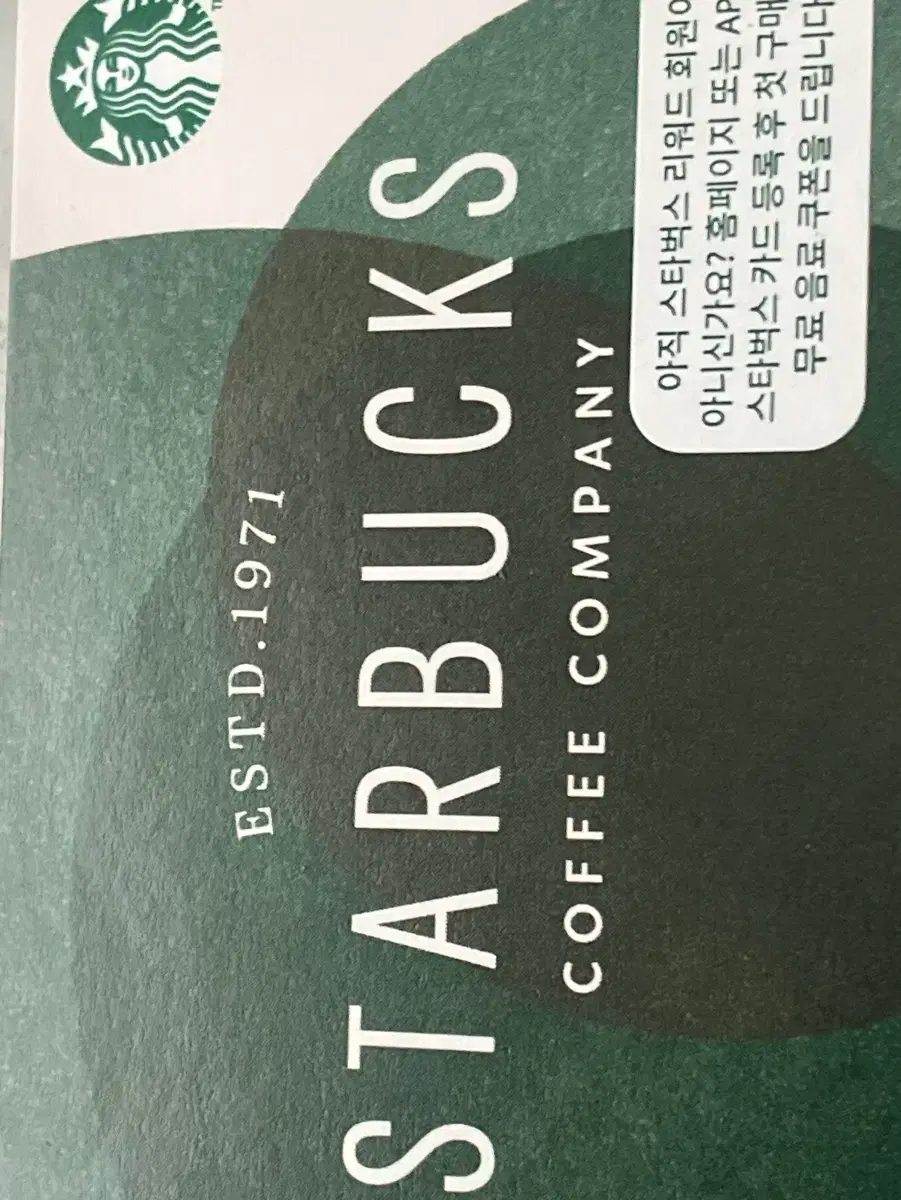 TM
ESTD.1971
STARBUCKS
COFFEE COMPANY
아직 스타벅스 리워드 회원이
아니신가요? 홈페이지 또는 AP
스타벅스 카드 등록 후 첫 구매
무료 음료 쿠폰을 드립니다